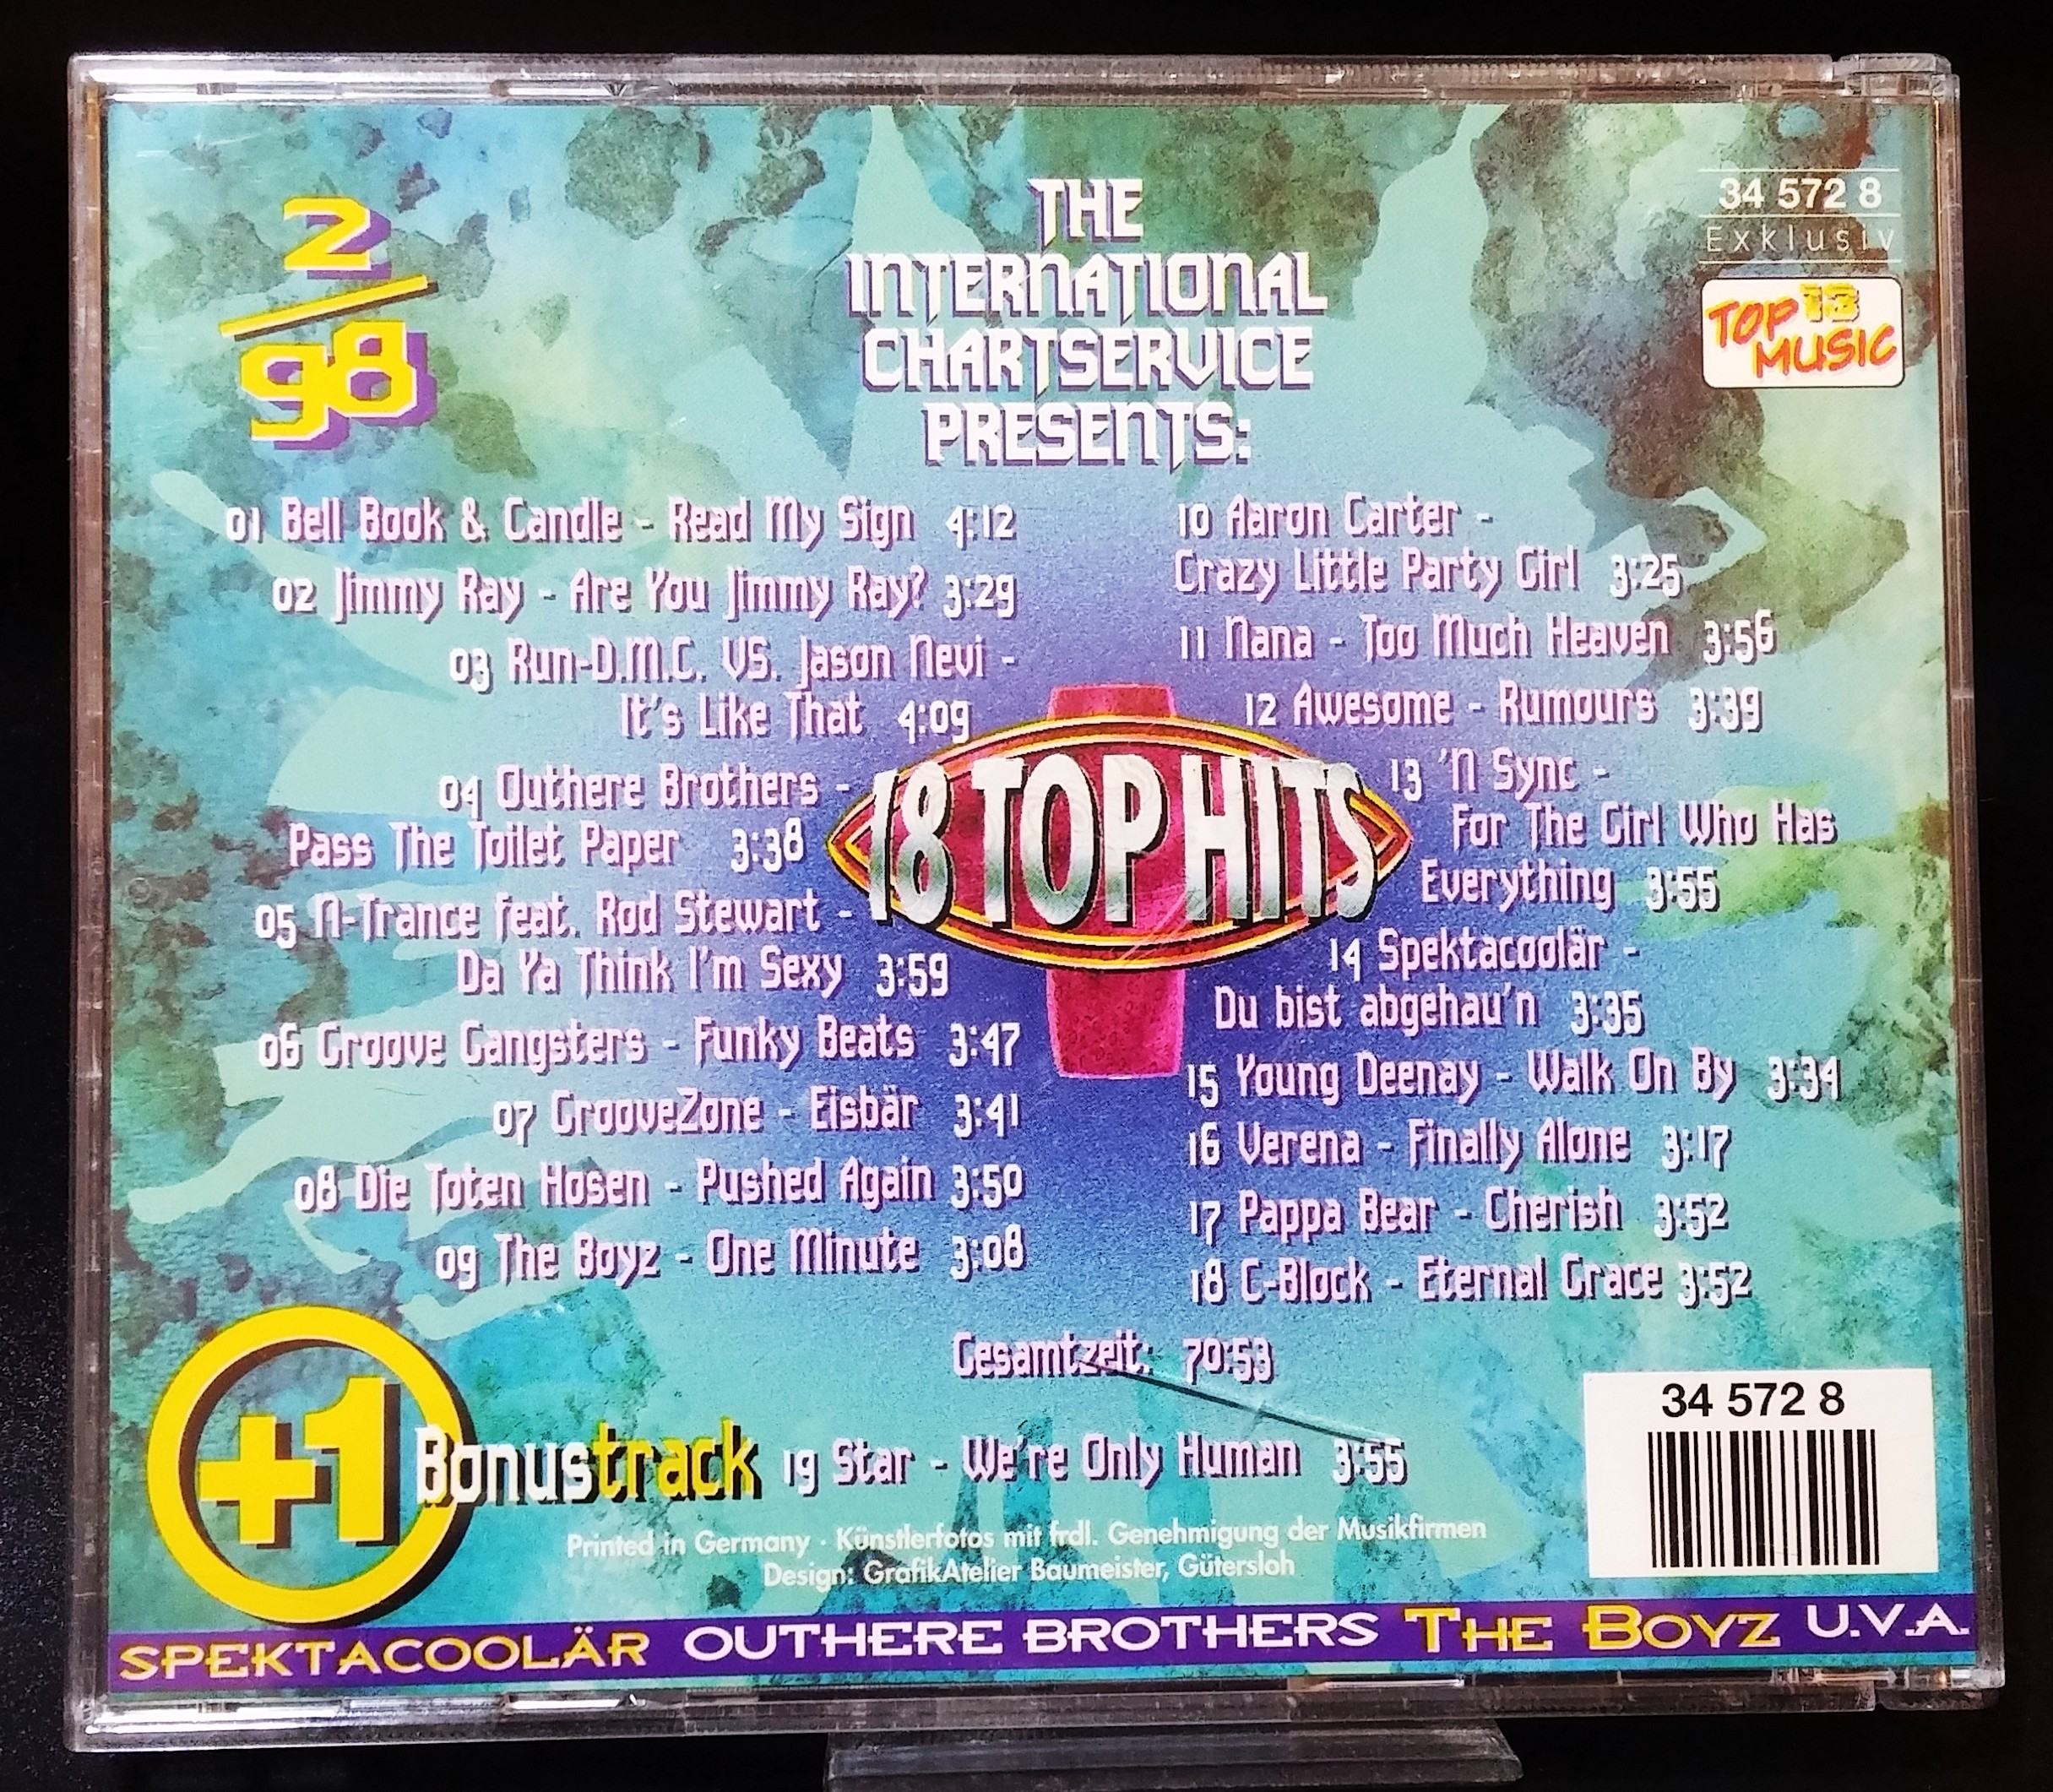 2
98
THE
INTERNATIONAL
CHARTSERVICE
PRESENTS:
34 572 8
Exklusiv
TOP 13
MUSIC
01 Bell Book & Candle - Read My Sign 4:12
02 Jimmy Ray - Are You Jimmy Ray? 3:29
03 Run-D.M.C. VS. Jason Nevi -
It's Like That 4:09
04 Outhere Brothers -
Pass The Toilet Paper 3:38
05 N-Trance feat. Rod Stewart -
Da Ya Think I'm Sexy 3:59
06 Groove Gangsters - Funky Beats 3:47
07 GrooveZone - Eisbär 3:41
08 Die Toten Hosen - Pushed Again 3:50
09 The Boyz - One Minute 3:08
18 TOP HITS
10 Aaron Carter -
Crazy Little Party Girl 3:25
11 Nana - Too Much Heaven 3:56
12 Awesome - Rumours 3:39
13 'N Sync -
For The Girl Who Has
Everything 3:55
14 Spektacoolär -
Du bist abgehau'n 3:35
15 Young Deenay - Walk On By 3:34
16 Verena - Finally Alone 3:17
17 Pappa Bear - Cherish 3:52
18 C-Block - Eternal Grace 3:52
Gesamtzeit: 70:53
+1 Bonustrack 19 Star - We're Only Human 3:55
34 572 8
Printed in Germany · Künstlerfotos mit frdl. Genehmigung der Musikfirmen
Design: GrafikAtelier Baumeister, Gütersloh
SPEKTACOOLÄR OUTHERE BROTHERS THE BOYZ U.V.A.